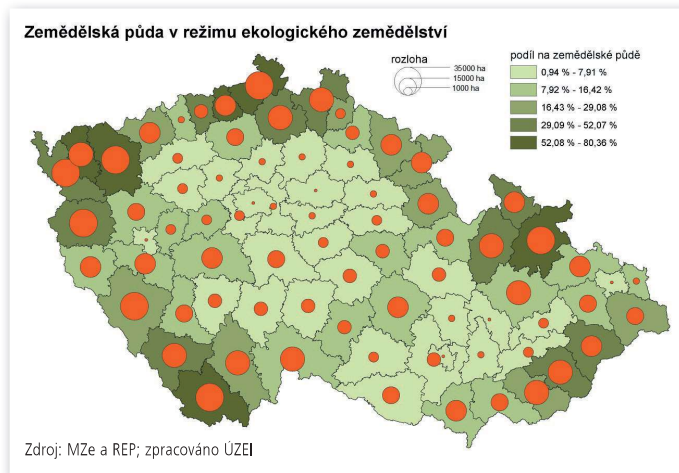 Zemědělská půda v režimu ekologického zemědělství
rozloha
35000 ha
15000 ha
1000 ha
podíl na zemědělské půdě
0,94 % - 7,91 %
7,92 % - 16,42 %
16,43 % - 29,08 %
29,09 % - 52,07 %
52,08 % - 80,36 %
Zdroj: MZe a REP; zpracováno ÚZEI